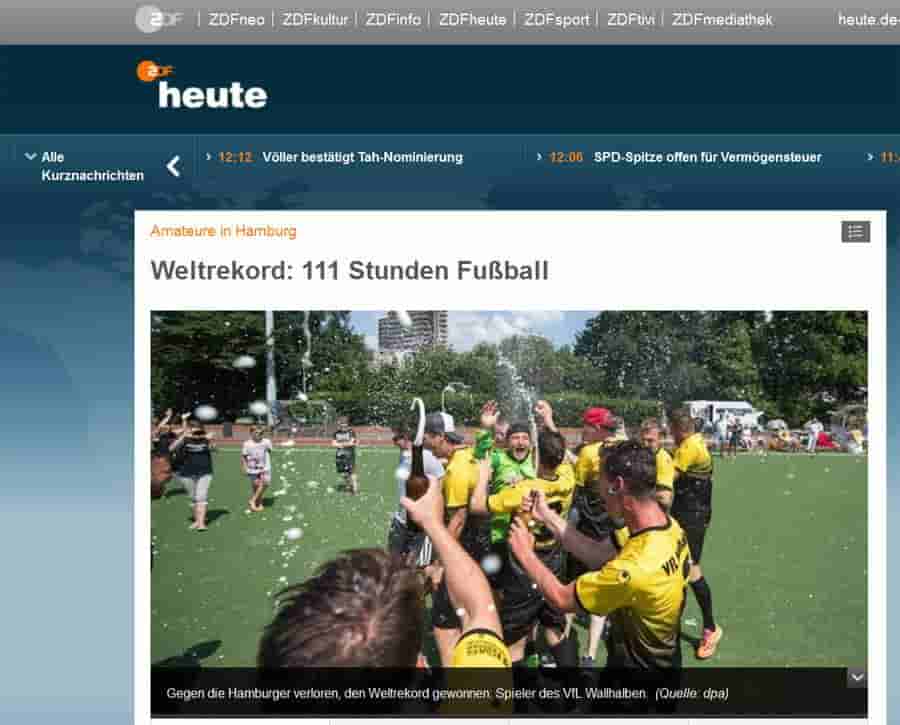 ZDF | ZDFneo | ZDFkultur | ZDFinfo | ZDFheute | ZDFsport | ZDFtivi | ZDFmediathek heute.de-
ZDF
heute
Alle 12:12 Völler bestätigt Tah-Nominierung 12:06 SPD-Spitze offen für Vermögensteuer 11:
Kurznachrichten
Amateure in Hamburg
Weltrekord: 111 Stunden Fußball
Gegen die Hamburger verloren, den Weltrekord gewonnen: Spieler des VfL Wallhalben. (Quelle: dpa)